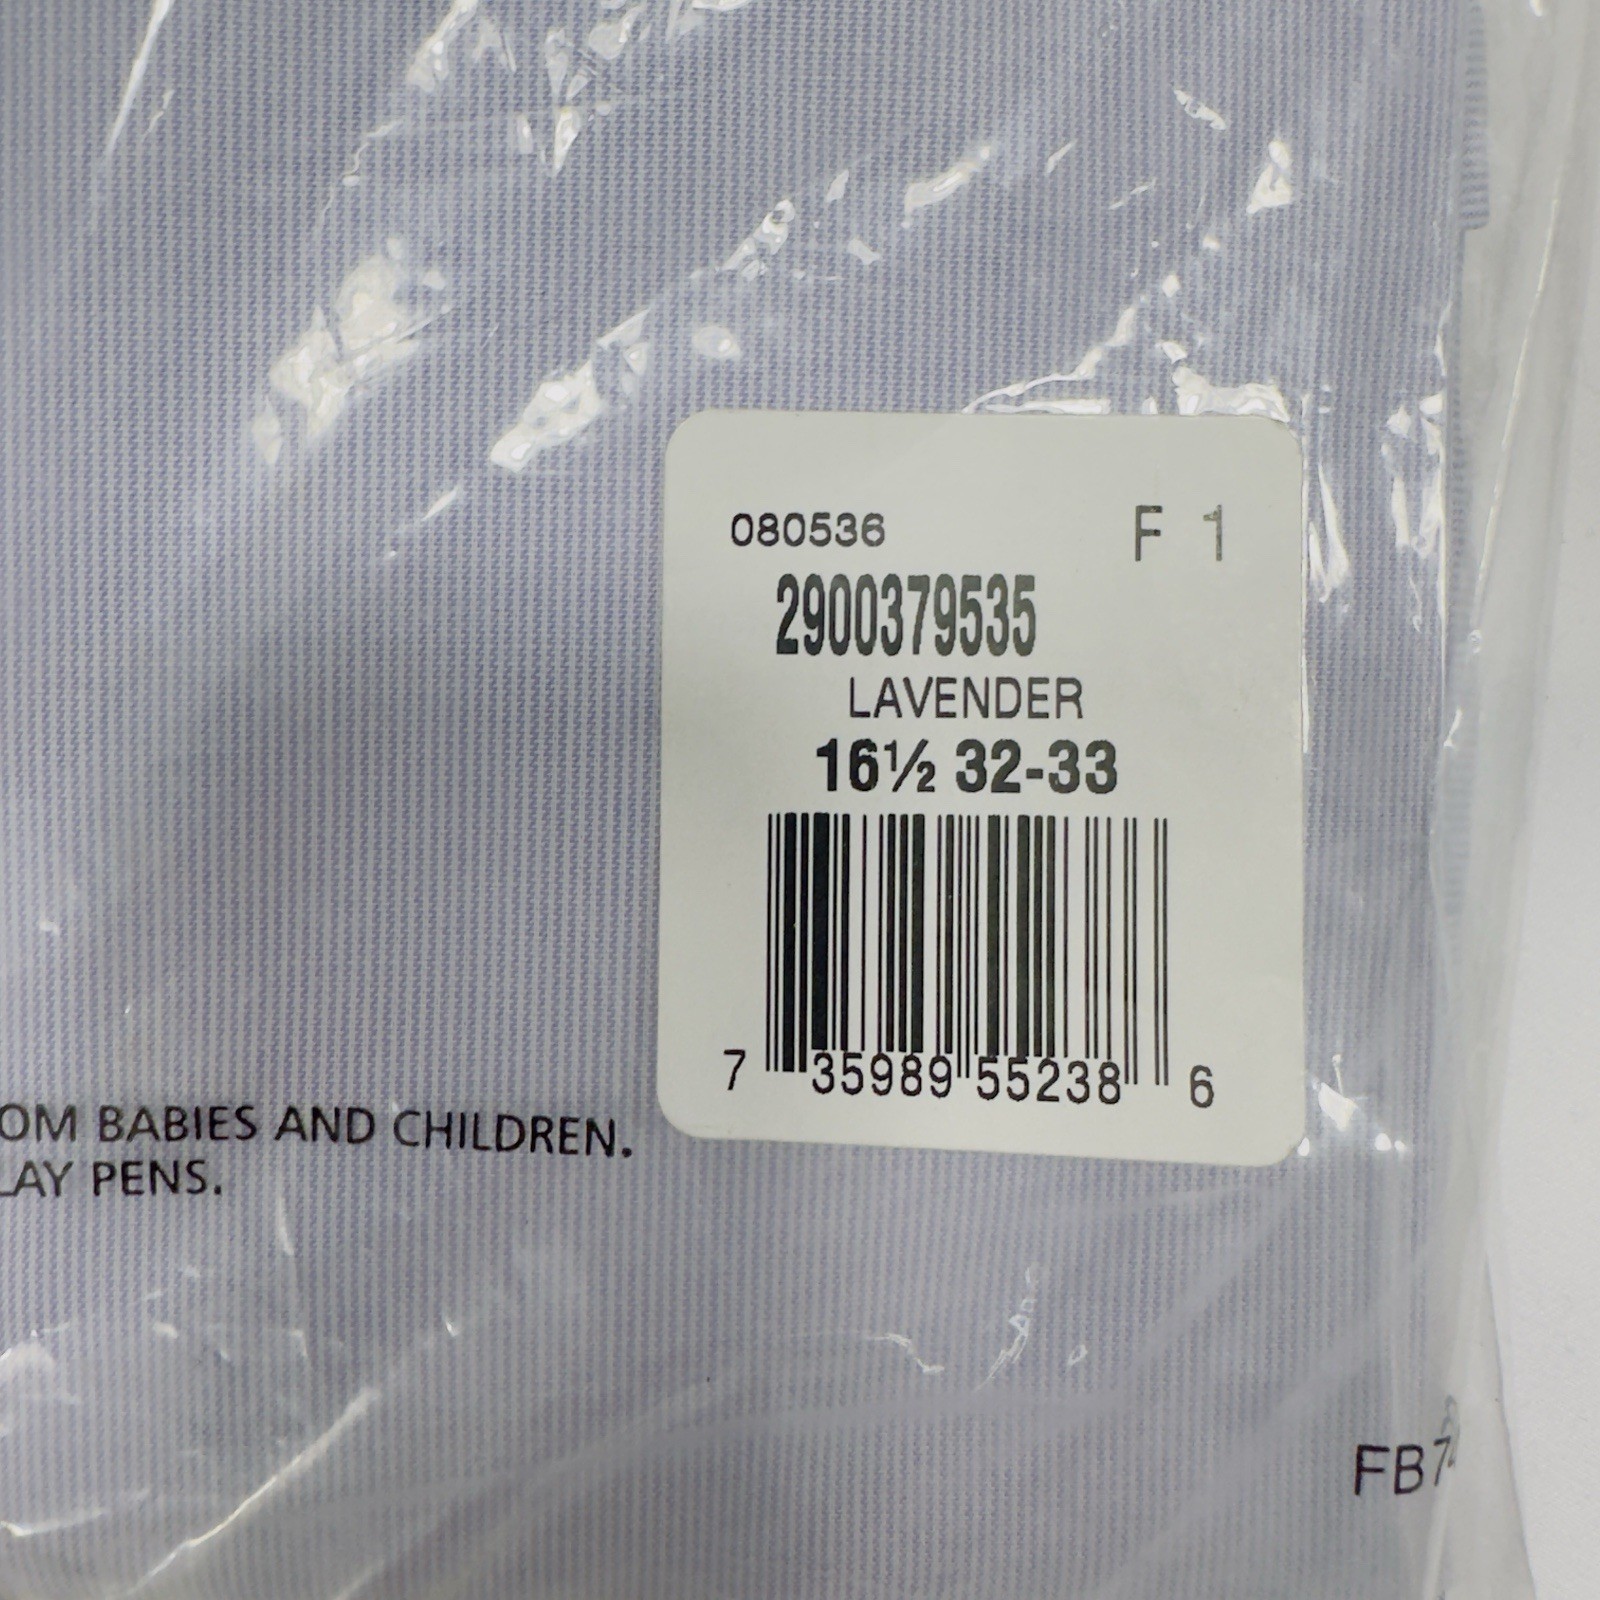 080536 F 1
2900379535
LAVENDER
16½ 32-33
7 35989 55238 6
OM BABIES AND CHILDREN.
LAY PENS.
FB7